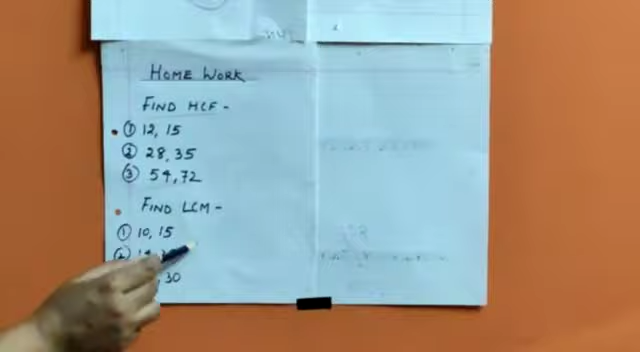 HOME WORK
FIND HCF -
① 12, 15
② 28, 35
③ 54, 72
FIND LCM -
① 10, 15
②
30